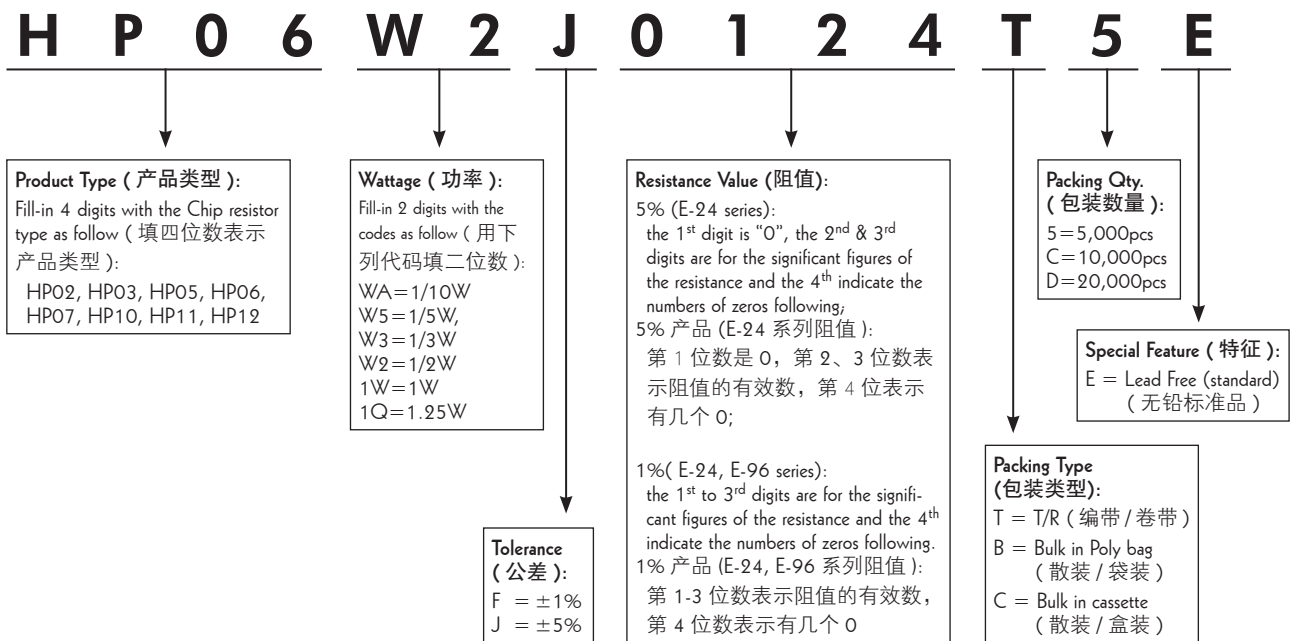 H P 0 6 W 2 J 0 1 2 4 T 5 E
Product Type ( 产品类型 ):
Fill-in 4 digits with the Chip resistor
type as follow ( 填四位数表示
产品类型 ):
HP02, HP03, HP05, HP06,
HP07, HP10, HP11, HP12
Wattage ( 功率 ):
Fill-in 2 digits with the
codes as follow ( 用下
列代码填二位数 ):
WA=1/10W
W5=1/5W,
W3=1/3W
W2=1/2W
1W=1W
1Q=1.25W
Tolerance
( 公差 ):
F = ±1%
J = ±5%
Resistance Value (阻值):
5% (E-24 series):
the 1st digit is “0”, the 2nd & 3rd
digits are for the significant figures of
the resistance and the 4th indicate the
numbers of zeros following;
5% 产品 (E-24 系列阻值 ):
第 1 位数是 0，第 2、3 位数表
示阻值的有效数，第 4 位表示
有几个 0;
1%( E-24, E-96 series):
the 1st to 3rd digits are for the signifi-
cant figures of the resistance and the 4th
indicate the numbers of zeros following.
1% 产品 (E-24, E-96 系列阻值 ):
第 1-3 位数表示阻值的有效数，
第 4 位数表示有几个 0
Packing Type
(包装类型):
T = T/R ( 编带 / 卷带 )
B = Bulk in Poly bag
( 散装 / 袋装 )
C = Bulk in cassette
( 散装 / 盒装 )
Packing Qty.
( 包装数量 ):
5=5,000pcs
C=10,000pcs
D=20,000pcs
Special Feature ( 特征 ):
E = Lead Free (standard)
( 无铅标准品 )